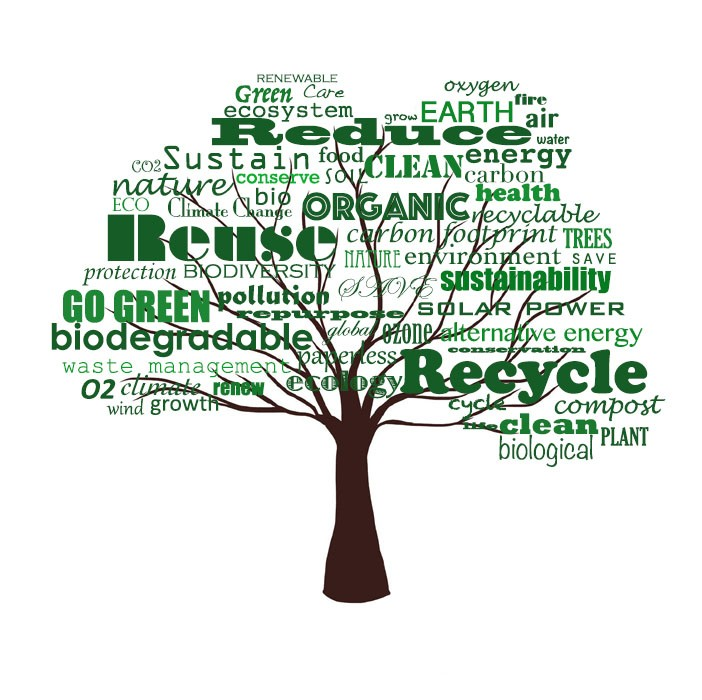 RENEWABLE
Green Care oxygen
ecosystem grow EARTH fire
air
Reduce water
CO2 Sustain food CLEAN energy
conserve soil carbon
nature bio health
ECO Climate Change ORGANIC recyclable
Reuse carbon footprint TREES
NATURE environment SAVE
protection BIODIVERSITY SAVE sustainability
GO GREEN pollution SOLAR POWER
repurpose
biodegradable global ozone alternative energy
paperless conservation
waste management ecology Recycle
O2 climate renew
wind growth cycle compost
life clean PLANT
biological